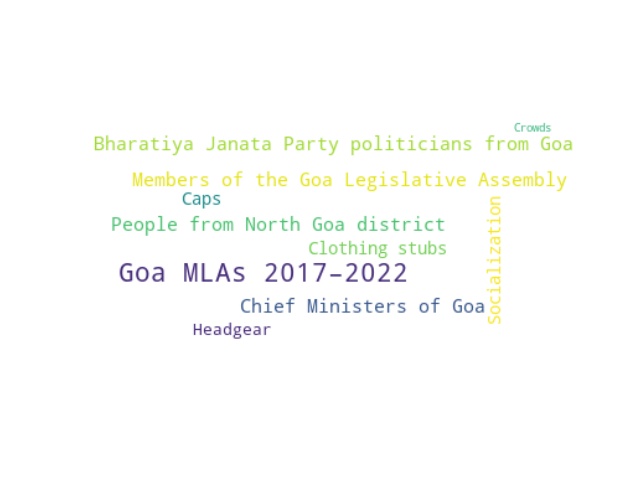 Crowds
Bharatiya Janata Party politicians from Goa
Members of the Goa Legislative Assembly
Caps
People from North Goa district
Socialization
Clothing stubs
Goa MLAs 2017–2022
Chief Ministers of Goa
Headgear